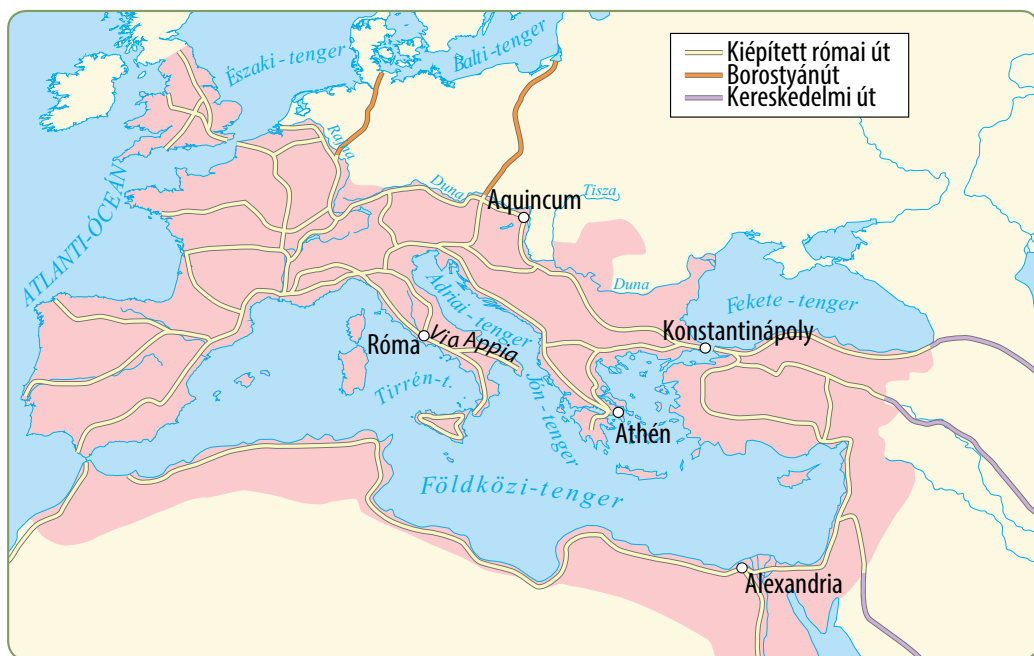 Északi-tenger
Balti-tenger
Kiépített római út
Borostyánút
Kereskedelmi út
Rajna
ATLANTI-ÓCEÁN
Duna
Tisza
Aquincum
Duna
Fekete-tenger
Adriai-tenger
Konstantinápoly
Róma
Via Appia
Tirrén-t.
Jón-tenger
Athén
Földközi-tenger
Alexandria